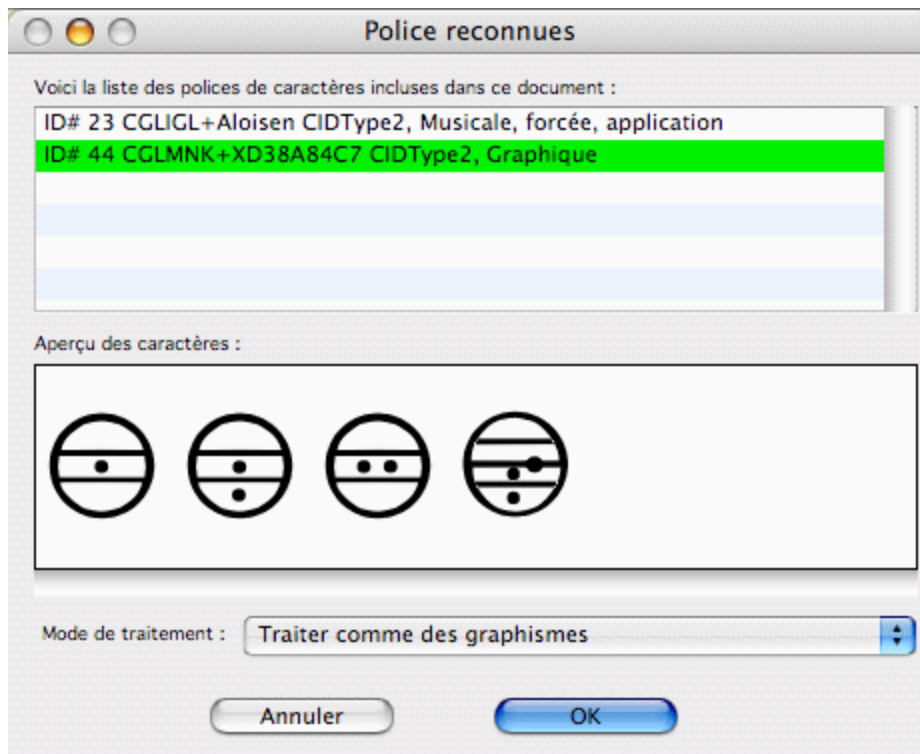 Police reconnues
Voici la liste des polices de caractères incluses dans ce document :
ID# 23 CGLIGL+Aloisen CIDType2, Musicale, forcée, application
ID# 44 CGLMNK+XD38A84C7 CIDType2, Graphique
Aperçu des caractères :
Mode de traitement : Traiter comme des graphismes
Annuler OK